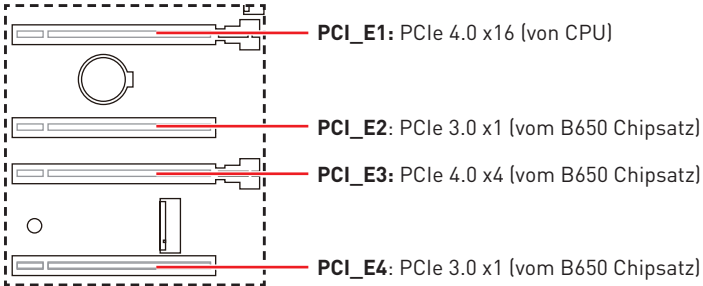 PCI_E1: PCIe 4.0 x16 (von CPU)
PCI_E2: PCIe 3.0 x1 (vom B650 Chipsatz)
PCI_E3: PCIe 4.0 x4 (vom B650 Chipsatz)
PCI_E4: PCIe 3.0 x1 (vom B650 Chipsatz)